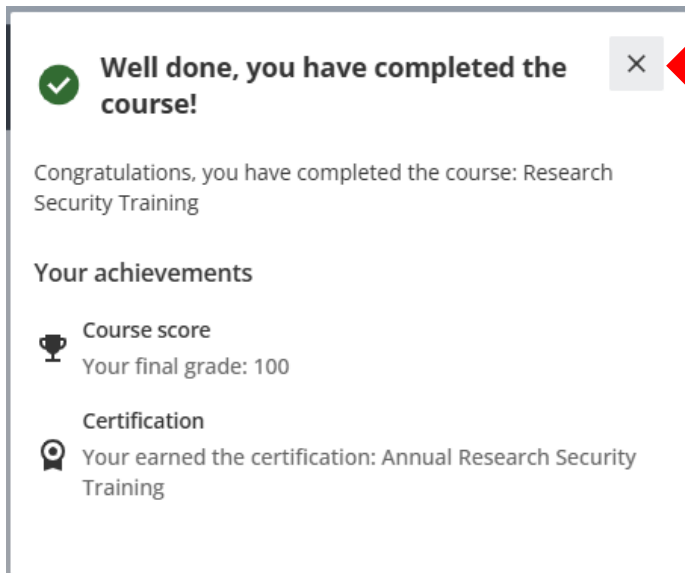 Well done, you have completed the
course!
Congratulations, you have completed the course: Research
Security Training
Your achievements
Course score
Your final grade: 100
Certification
Your earned the certification: Annual Research Security
Training